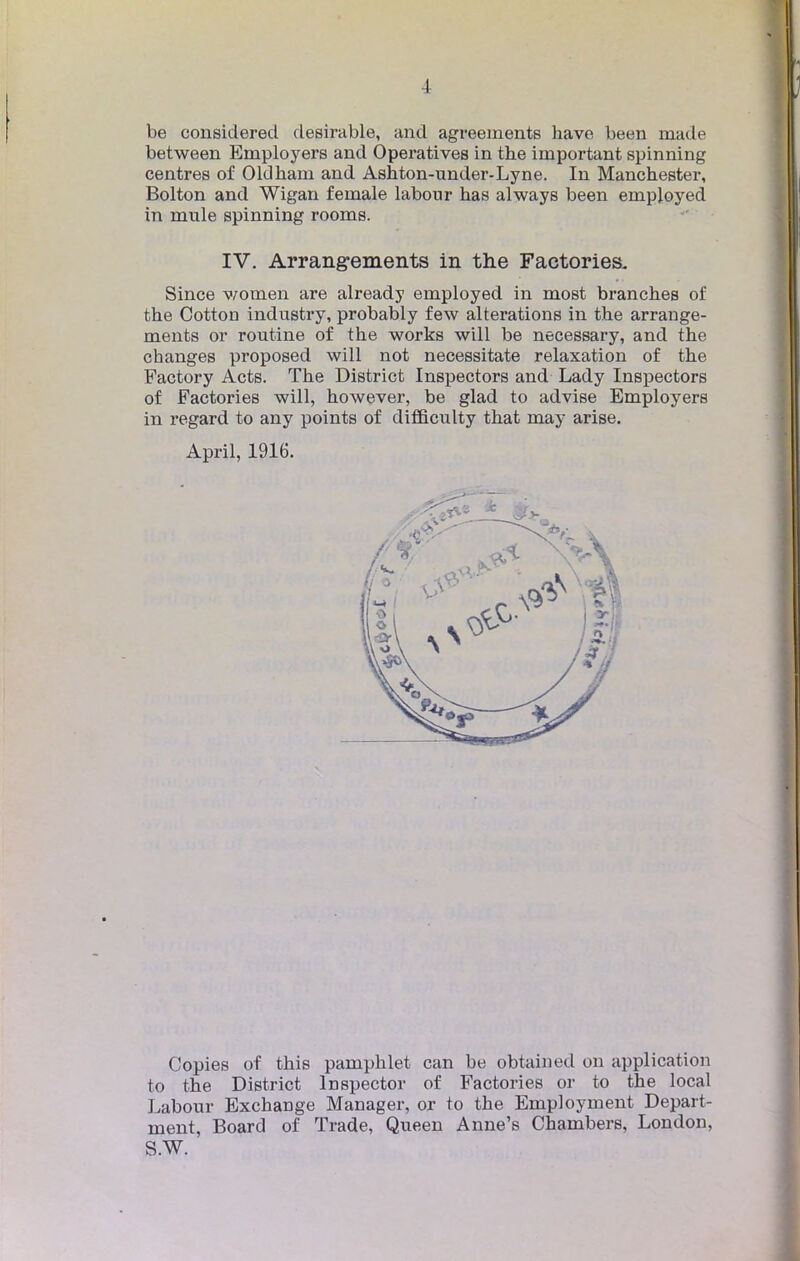 4
be considered desirable, and agreements have been made
between Employers and Operatives in the important spinning
centres of Oldham and Ashton-under-Lyne. In Manchester,
Bolton and Wigan female labour has always been employed
in mule spinning rooms.
IV. Arrangements in the Factories.
Since women are already employed in most branches of
the Cotton industry, probably few alterations in the arrange-
ments or routine of the works will be necessary, and the
changes proposed will not necessitate relaxation of the
Factory Acts. The District Inspectors and Lady Inspectors
of Factories will, however, be glad to advise Employers
in regard to any points of difficulty that may arise.
April, 1916.
LIBRARY
11 DEC. 1931
Copies of this pamphlet can be obtained on application
to the District Inspector of Factories or to the local
Labour Exchange Manager, or to the Employment Depart-
ment, Board of Trade, Queen Anne's Chambers, London,
S.W.